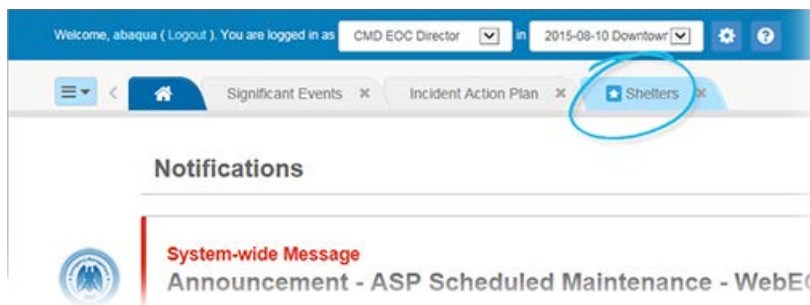 Welcome, abaqua ( Logout ). You are logged in as CMD EOC Director in 2015-08-10 Downtowr
Significant Events Incident Action Plan Shelters
Notifications
System-wide Message
Announcement - ASP Scheduled Maintenance - WebE